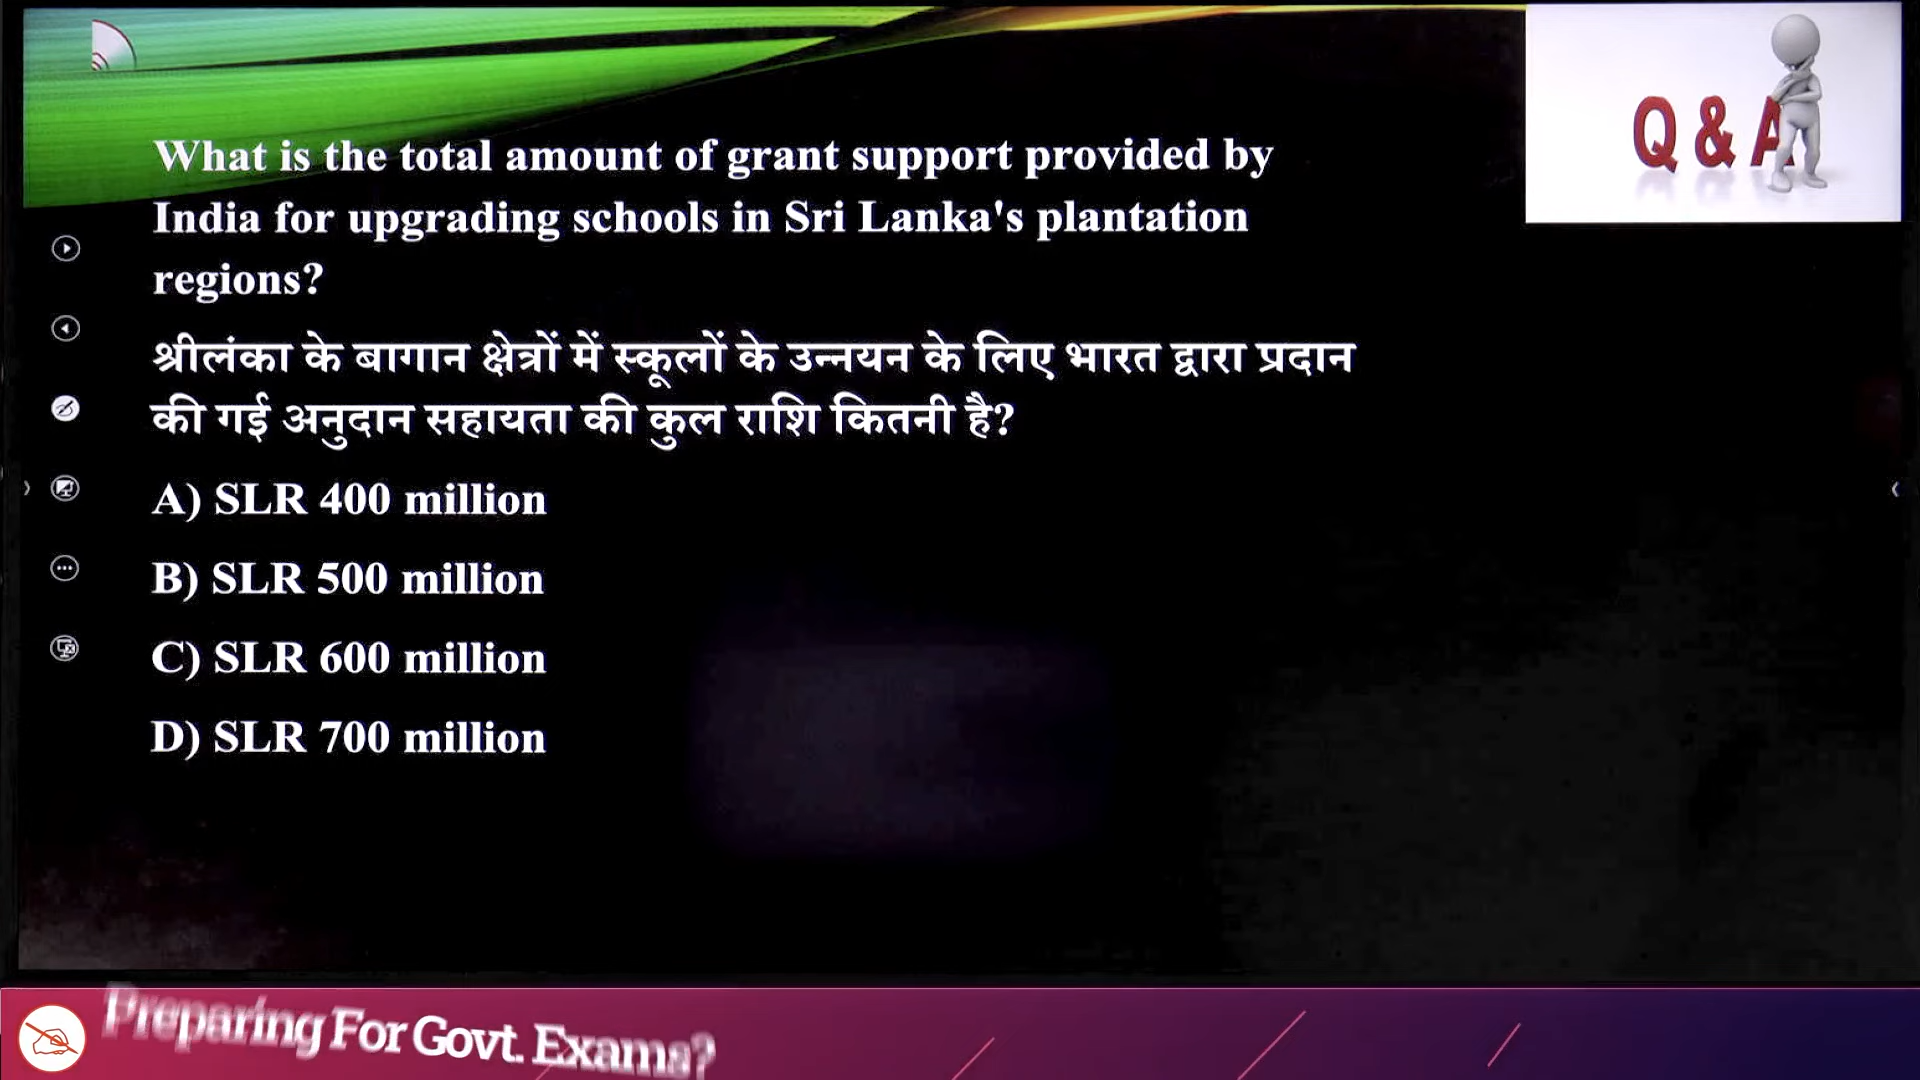 Q & A
What is the total amount of grant support provided by
India for upgrading schools in Sri Lanka's plantation
regions?
श्रीलंका के बागान क्षेत्रों में स्कूलों के उन्नयन के लिए भारत द्वारा प्रदान
की गई अनुदान सहायता की कुल राशि कितनी है?
A) SLR 400 million
B) SLR 500 million
C) SLR 600 million
D) SLR 700 million
Preparing For Govt. Exams?